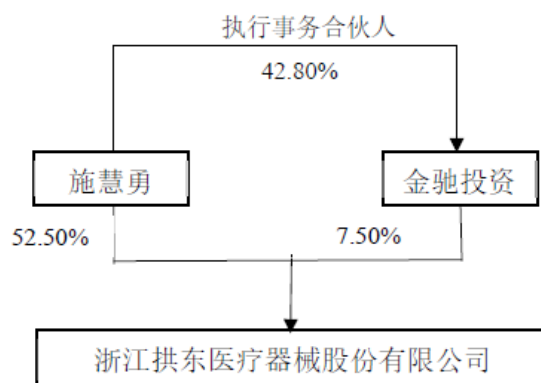 执行事务合伙人
42.80%
施慧勇
金驰投资
52.50%
7.50%
浙江拱东医疗器械股份有限公司